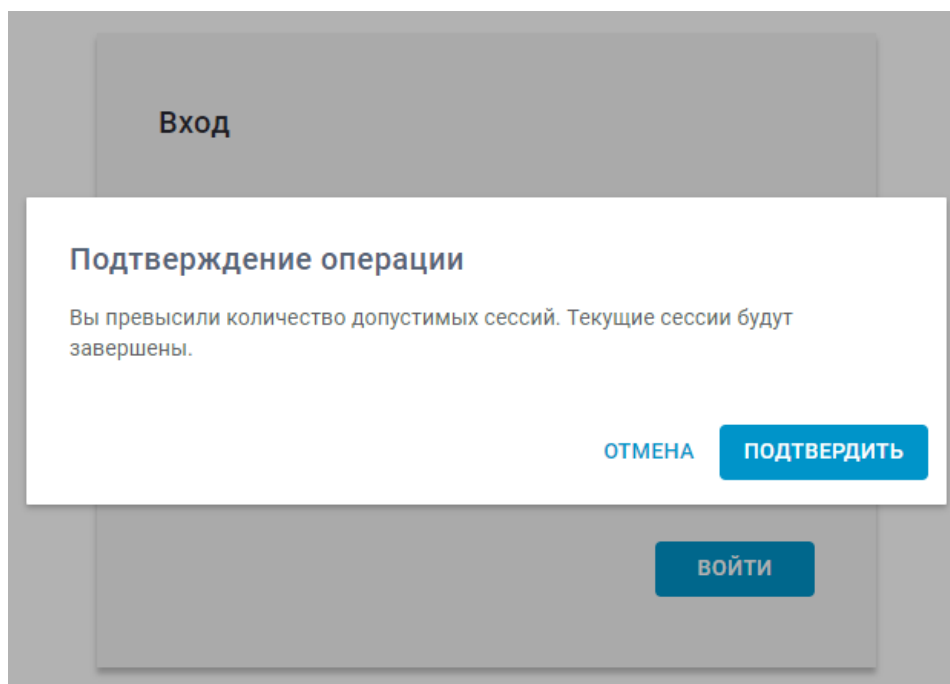 Вход
Подтверждение операции
Вы превысили количество допустимых сессий. Текущие сессии будут
завершены.
ОТМЕНА ПОДТВЕРДИТЬ
ВОЙТИ